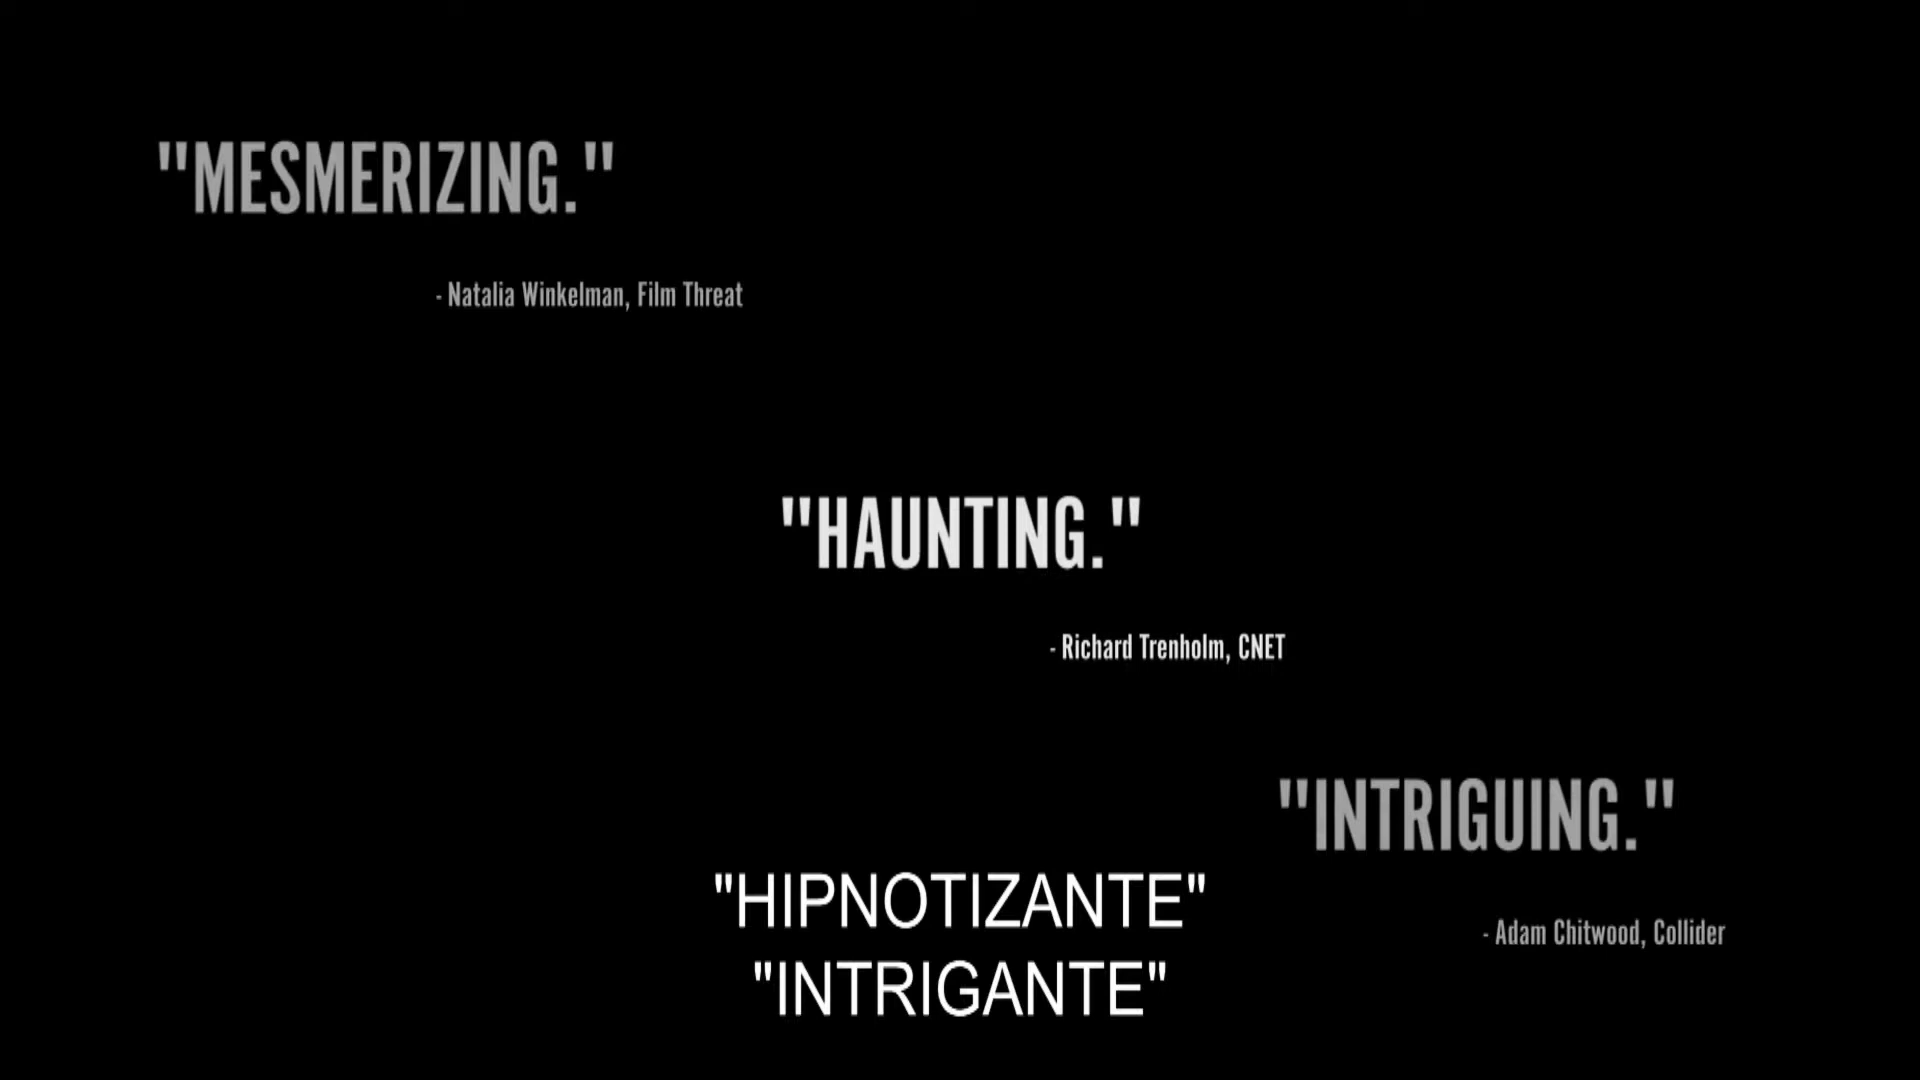 "MESMERIZING."
- Natalia Winkelman, Film Threat
"HAUNTING."
- Richard Trenholm, CNET
"INTRIGUING."
- Adam Chitwood, Collider
"HIPNOTIZANTE"
"INTRIGANTE"